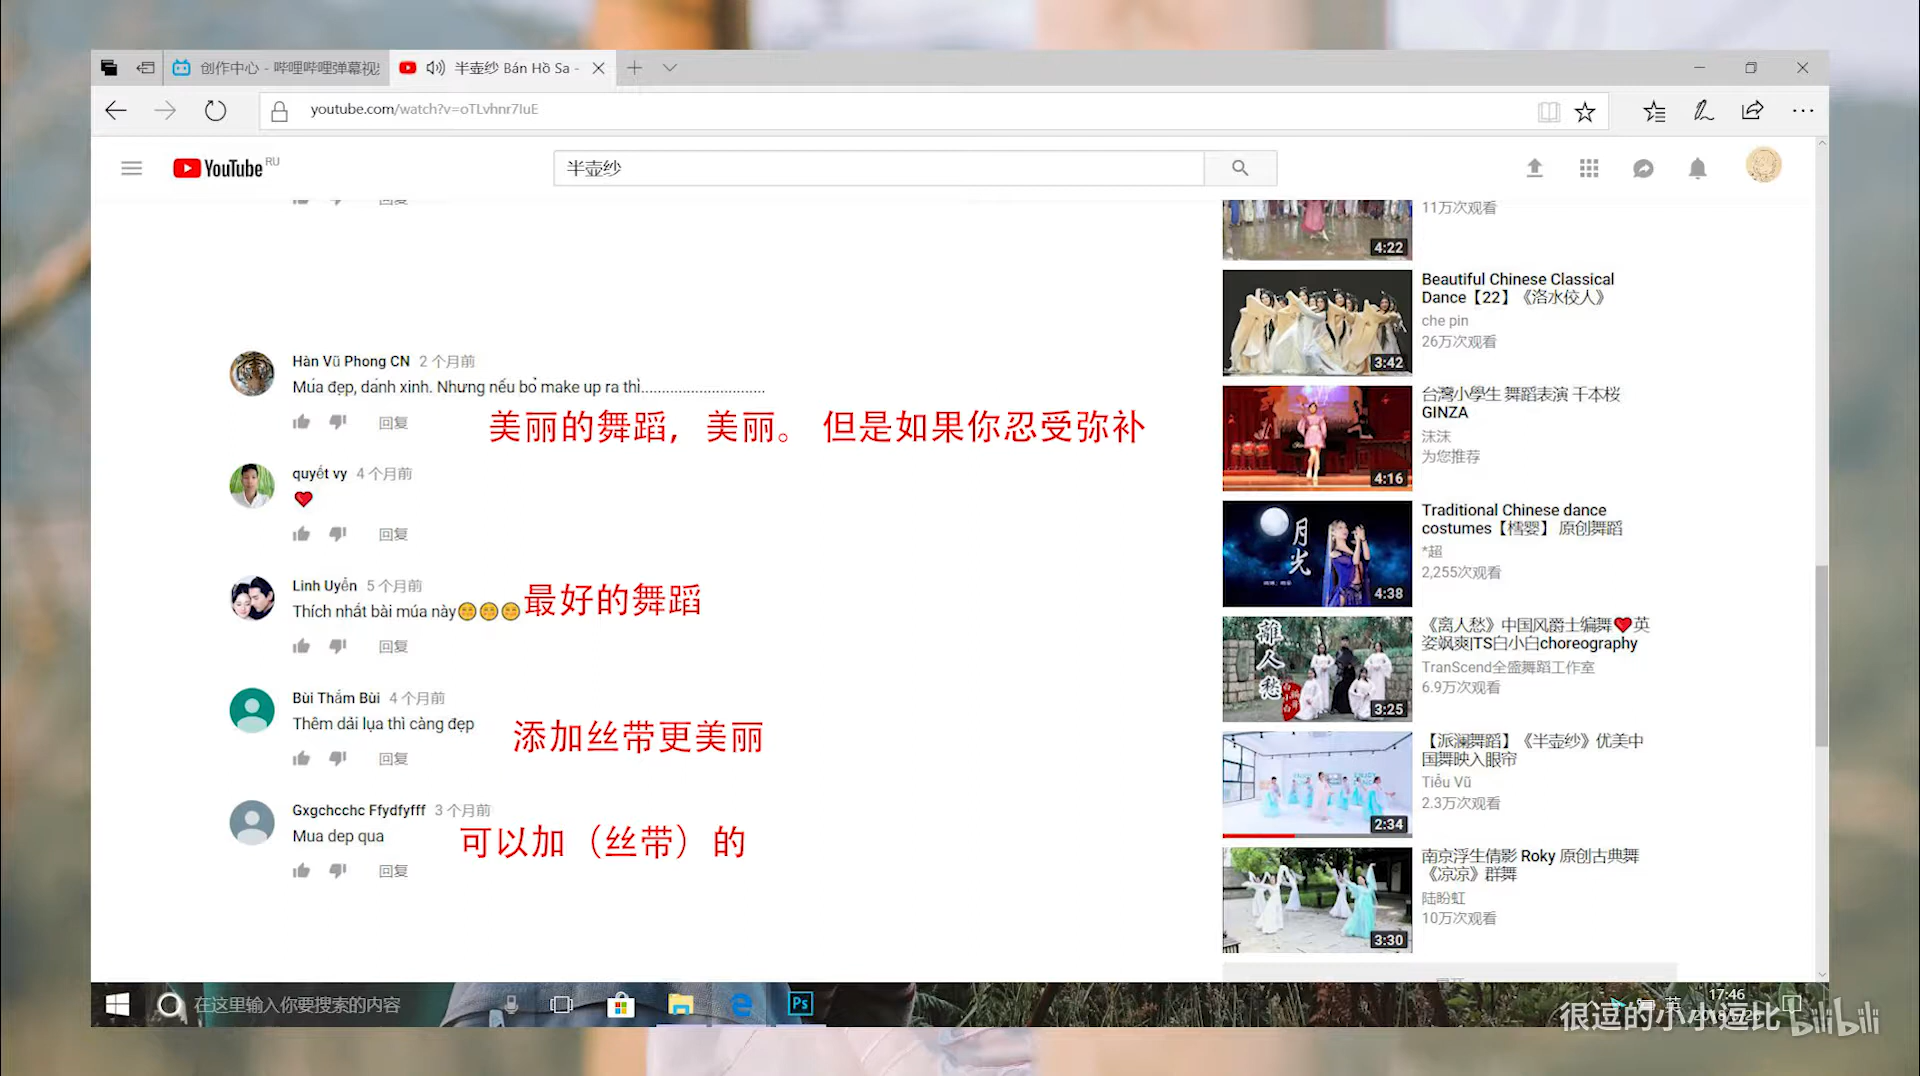 创作中心 - 哔哩哔哩弹幕视
半壶纱 Bán Hồ Sa -
youtube.com/watch?v=oTLvhnr7IuE
YouTube RU
半壶纱
回复
Hàn Vũ Phong CN 2 个月前
Múa đẹp, dánh xinh. Nhưng nếu bỏ make up ra thì..............................
回复
美丽的舞蹈，美丽。 但是如果你忍受弥补
quyết vy 4 个月前
❤
回复
Linh Uyển 5 个月前
Thích nhất bài múa này😊😊😊
最好的舞蹈
回复
Bùi Thắm Bùi 4 个月前
Thêm dải lụa thì càng đẹp
添加丝带更美丽
回复
Gxgchcchc Ffydfyfff 3 个月前
Mua dep qua
可以加（丝带）的
回复
11万次观看
4:22
Beautiful Chinese Classical
Dance【22】《洛水佼人》
che pin
26万次观看
3:42
台灣小學生 舞蹈表演 千本桜
GINZA
沫沫
为您推荐
4:16
Traditional Chinese dance
costumes【樰婴】 原创舞蹈
*超
2,255次观看
月光
4:38
《离人愁》中国风爵士编舞❤英
姿飒爽|TS白小白choreography
TranScend全盛舞蹈工作室
6.9万次观看
離人愁
3:25
【派澜舞蹈】《半壶纱》优美中
国舞映入眼帘
Tiểu Vũ
2.3万次观看
2:34
南京浮生倩影 Roky 原创古典舞
《凉凉》群舞
陆盼虹
10万次观看
3:30
在这里输入你要搜索的内容
Ps
英
17:46
很逗的小小逗比 bilibili